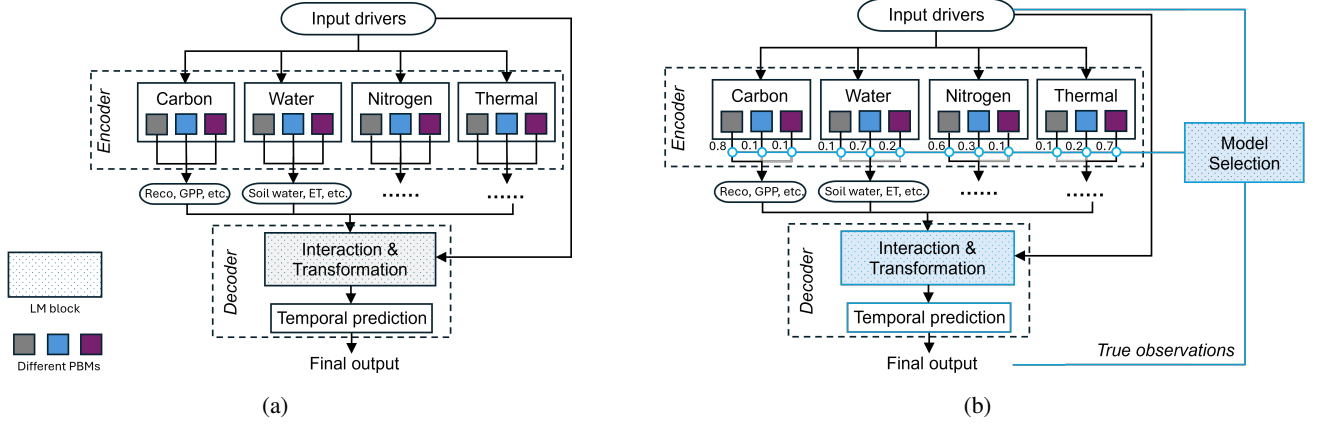 Input drivers
Encoder
Carbon
Water
Nitrogen
Thermal
Reco, GPP, etc.
Soil water, ET, etc.
......
......
Decoder
Interaction &
Transformation
Temporal prediction
Final output
LM block
Different PBMs
(a)
Input drivers
Encoder
Carbon
Water
Nitrogen
Thermal
0.8
0.1
0.1
0.1
0.7
0.2
0.6
0.3
0.1
0.1
0.2
0.7
Model
Selection
Reco, GPP, etc.
Soil water, ET, etc.
......
......
Decoder
Interaction &
Transformation
Temporal prediction
Final output
True observations
(b)